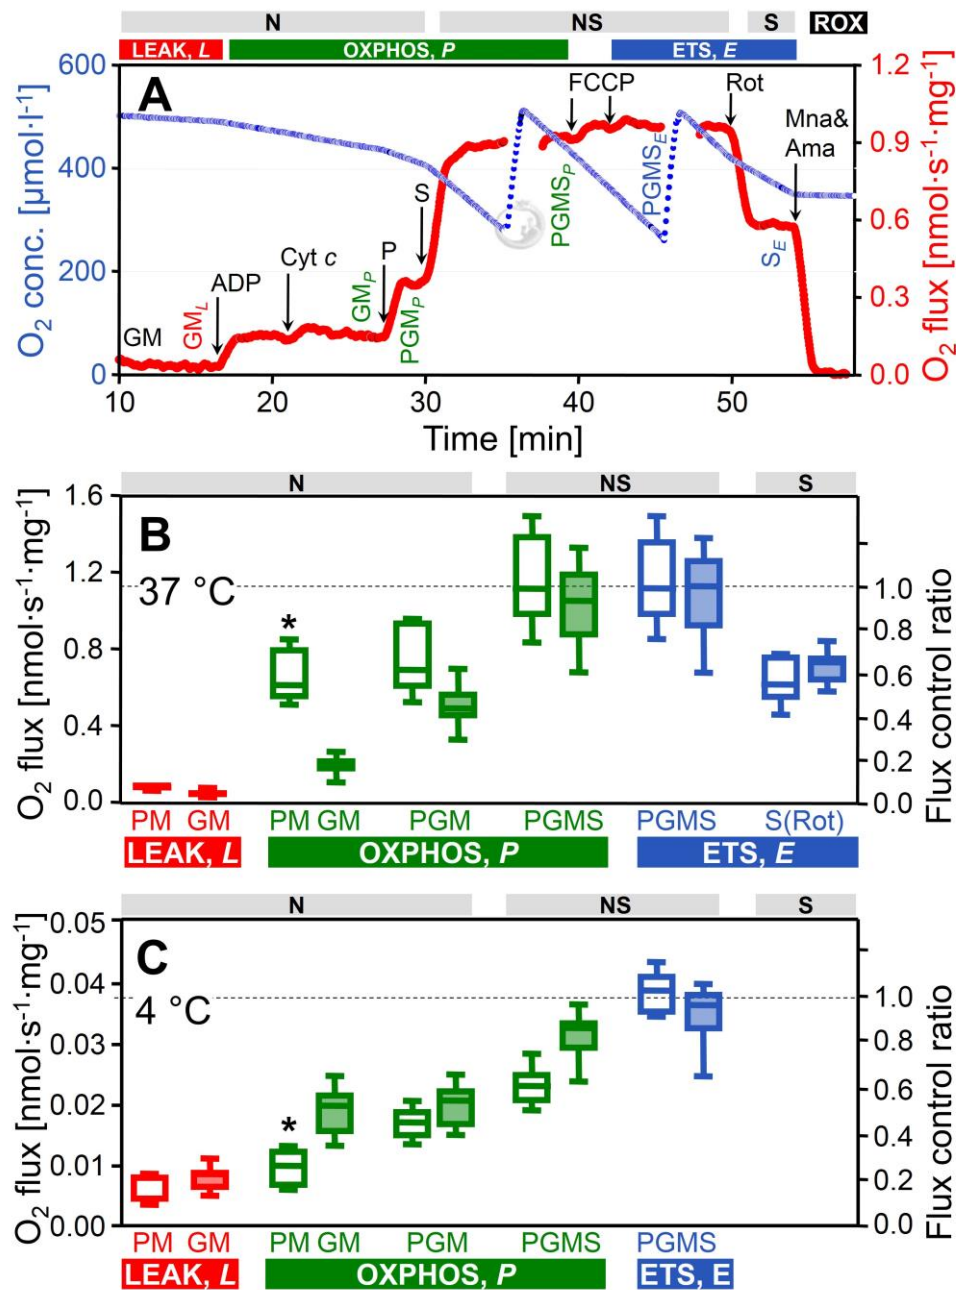 N NS S ROX
LEAK, L OXPHOS, P ETS, E
A
600 400 200 0
O2 conc. [µmol·l-1]
1.2 0.9 0.6 0.3 0.0
O2 flux [nmol·s-1·mg-1]
GM
GML
ADP
Cyt c
GMP
P
PGMP
S
FCCP
PGMSP
PGMSE
Rot
SE
Mna&
Ama
10 20 30 40 50
Time [min]
N NS S
B
37 °C
*
1.6 1.2 0.8 0.4 0.0
O2 flux [nmol·s-1·mg-1]
1.0 0.8 0.6 0.4 0.2 0.0
Flux control ratio
PM GM PM GM PGM PGMS PGMS S(Rot)
LEAK, L OXPHOS, P ETS, E
N NS S
C
4 °C
*
0.05 0.04 0.03 0.02 0.01 0.00
O2 flux [nmol·s-1·mg-1]
1.0 0.8 0.6 0.4 0.2 0.0
Flux control ratio
PM GM PM GM PGM PGMS PGMS
LEAK, L OXPHOS, P ETS, E